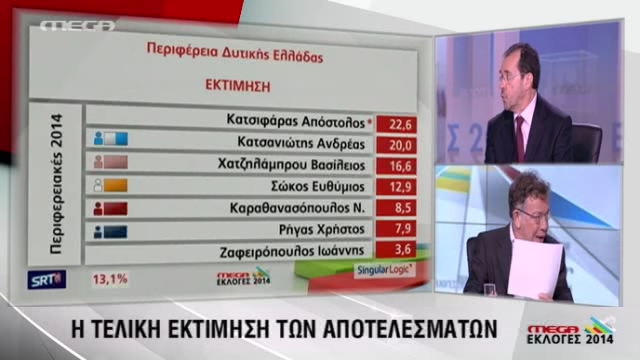 MEGA
Περιφέρεια Δυτικής Ελλάδας
ΕΚΤΙΜΗΣΗ
Περιφερειακές 2014
Κατσιφάρας Απόστολος* 22,6
Κατσανιώτης Ανδρέας 20,0
Χατζηλάμπρου Βασίλειος 16,6
Σώκος Ευθύμιος 12,9
Καραθανασόπουλος Ν. 8,5
Ρήγας Χρήστος 7,9
Ζαφειρόπουλος Ιωάννης 3,6
SRT 13,1% MEGA ΕΚΛΟΓΕΣ 2014 SingularLogic
Η ΤΕΛΙΚΗ ΕΚΤΙΜΗΣΗ ΤΩΝ ΑΠΟΤΕΛΕΣΜΑΤΩΝ
MEGA
ΕΚΛΟΓΕΣ 2014